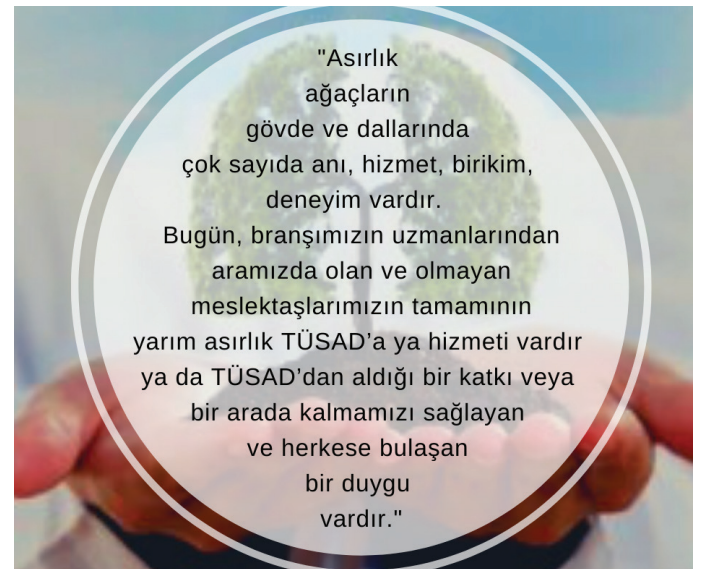 "Asırlık
ağaçların
gövde ve dallarında
çok sayıda anı, hizmet, birikim,
deneyim vardır.
Bugün, branşımızın uzmanlarından
aramızda olan ve olmayan
meslektaşlarımızın tamamının
yarım asırlık TÜSAD’a ya hizmeti vardır
ya da TÜSAD’dan aldığı bir katkı veya
bir arada kalmamızı sağlayan
ve herkese bulaşan
bir duygu
vardır."